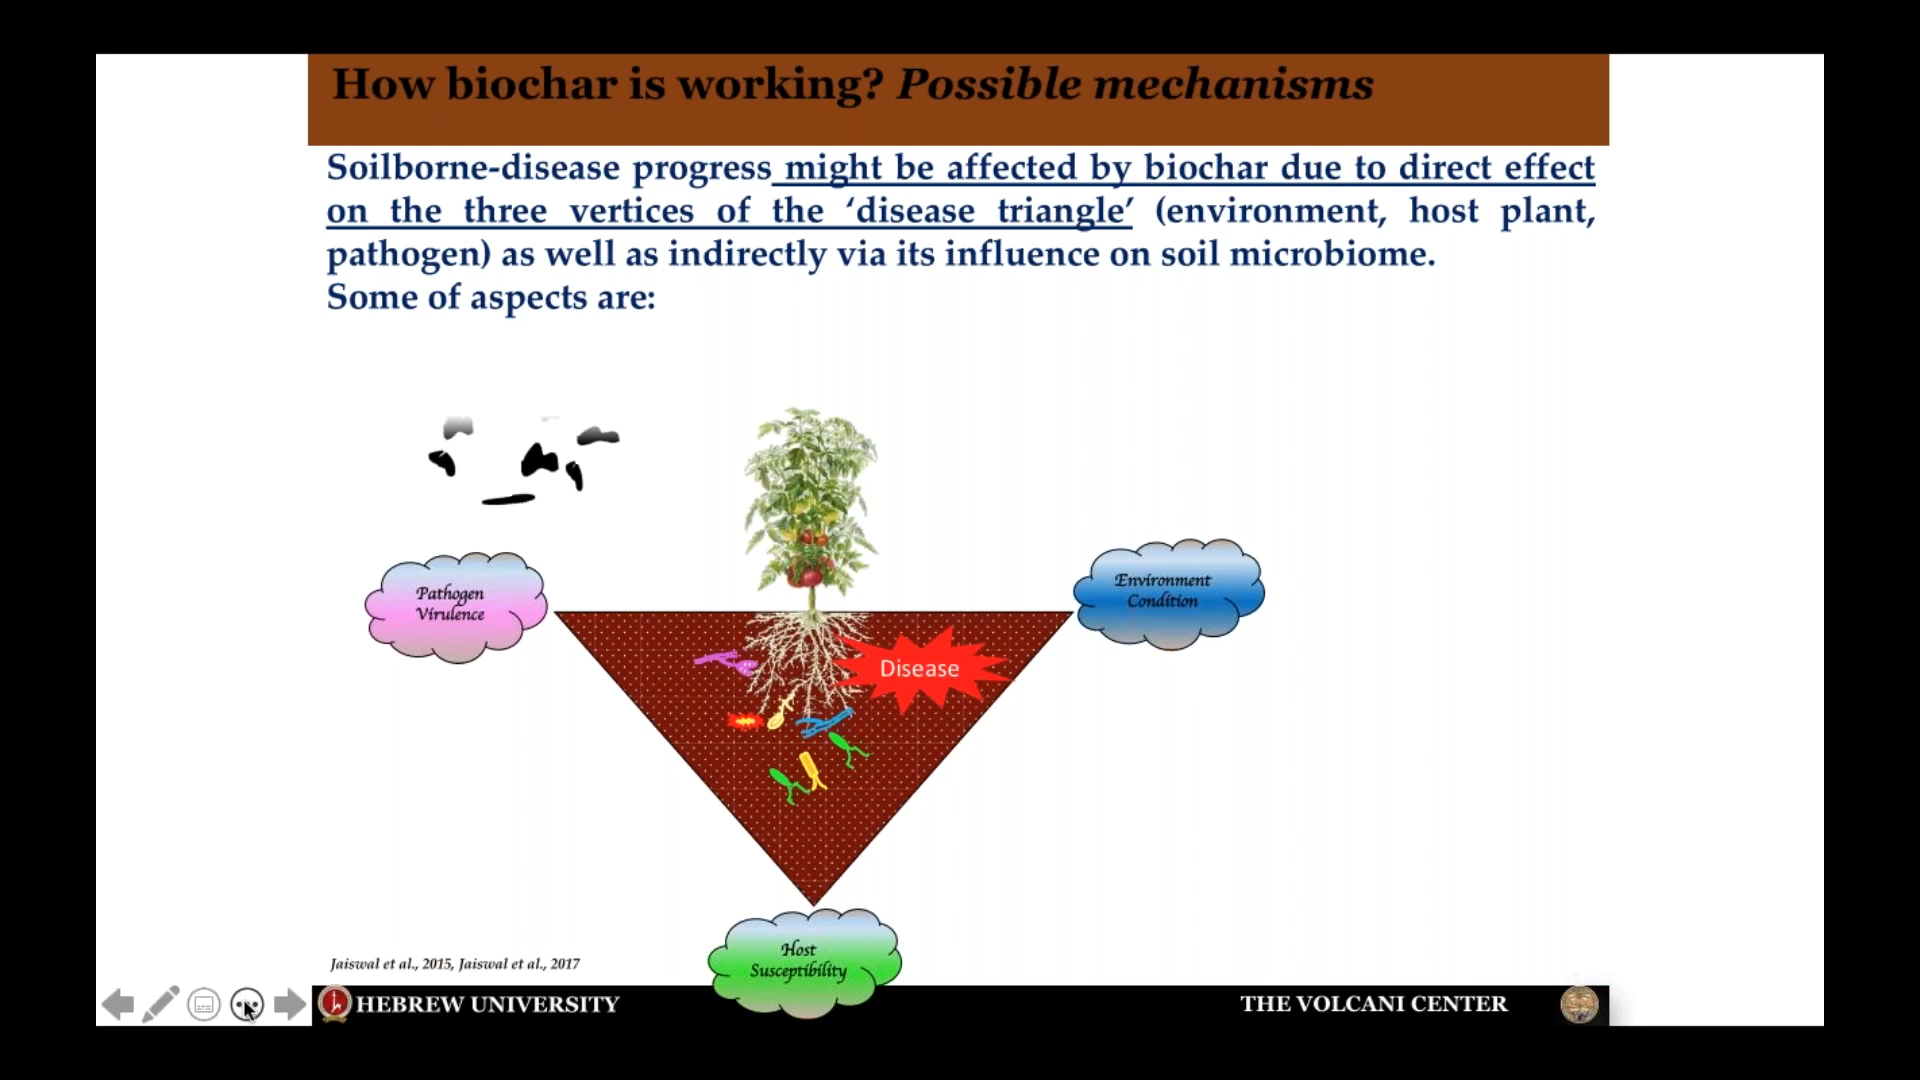 How biochar is working? Possible mechanisms
Soilborne-disease progress might be affected by biochar due to direct effect
on the three vertices of the ‘disease triangle’ (environment, host plant,
pathogen) as well as indirectly via its influence on soil microbiome.
Some of aspects are:
Pathogen
Virulence
Environment
Condition
Disease
Host
Susceptibility
Jaiswal et al., 2015, Jaiswal et al., 2017
HEBREW UNIVERSITY
THE VOLCANI CENTER